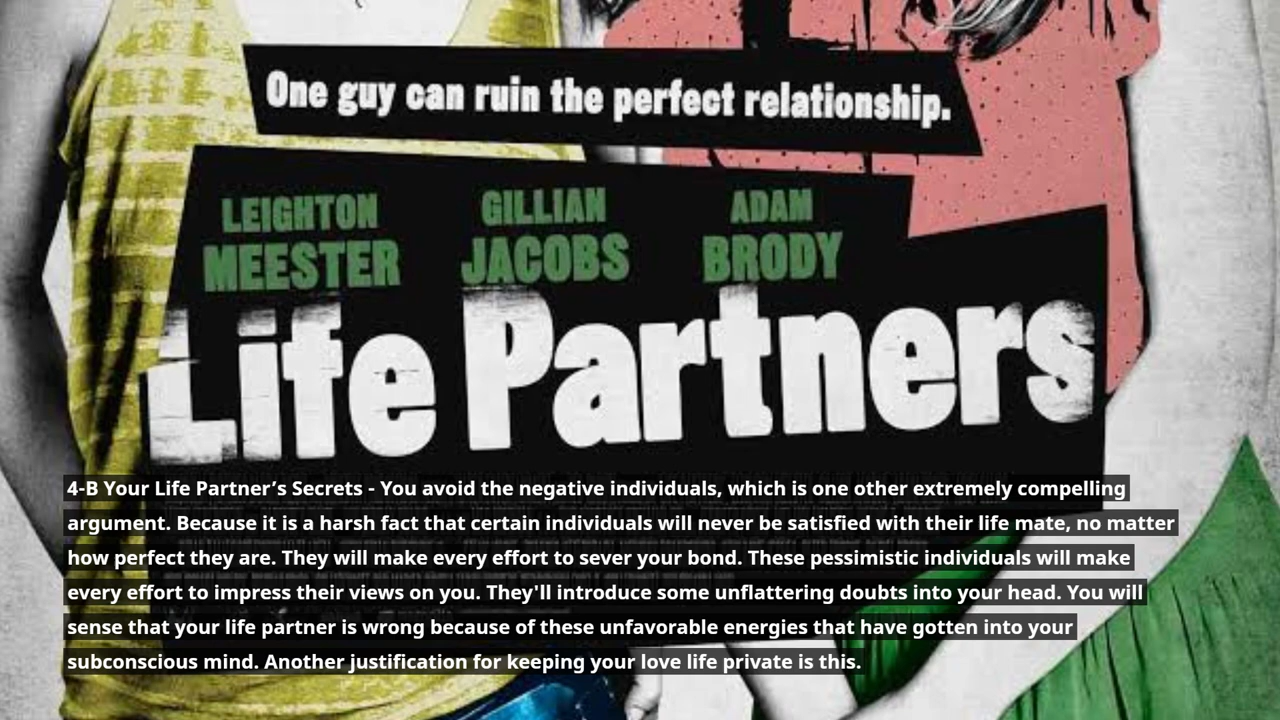 One guy can ruin the perfect relationship.
LEIGHTON MEESTER
GILLIAN JACOBS
ADAM BRODY
Life Partners
4-B Your Life Partner’s Secrets - You avoid the negative individuals, which is one other extremely compelling
argument. Because it is a harsh fact that certain individuals will never be satisfied with their life mate, no matter
how perfect they are. They will make every effort to sever your bond. These pessimistic individuals will make
every effort to impress their views on you. They'll introduce some unflattering doubts into your head. You will
sense that your life partner is wrong because of these unfavorable energies that have gotten into your
subconscious mind. Another justification for keeping your love life private is this.